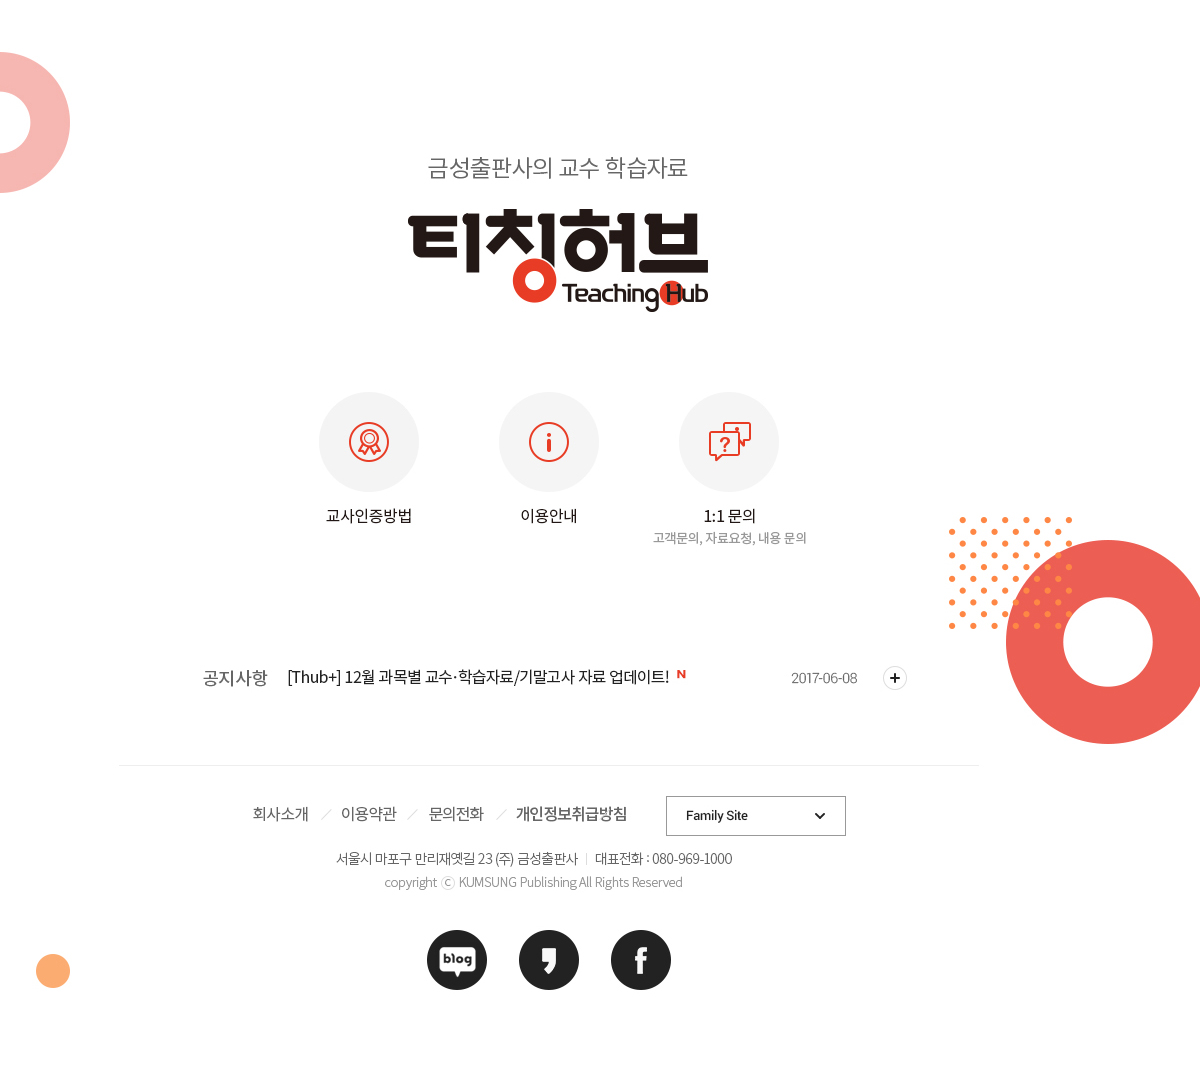 금성출판사의 교수 학습자료
티칭허브
Teaching Hub
교사인증방법
이용안내
1:1 문의
고객문의, 자료요청, 내용 문의
공지사항 [Thub+] 12월 과목별 교수·학습자료/기말고사 자료 업데이트! N 2017-06-08
회사소개 / 이용약관 / 문의전화 / 개인정보취급방침 Family Site
서울시 마포구 만리재옛길 23 (주) 금성출판사 | 대표전화 : 080-969-1000
copyright ⓒ KUMSUNG Publishing All Rights Reserved
blog